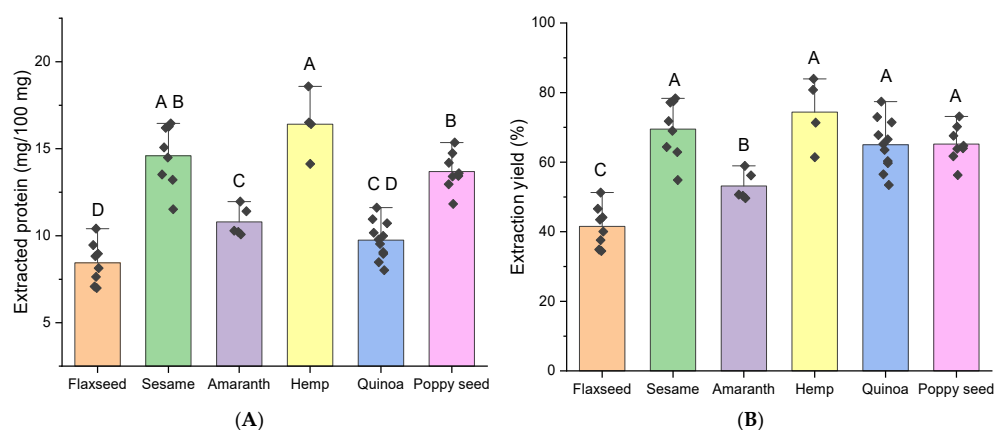 Extracted protein (mg/100 mg)
20
15
10
5
D
A B
C
A
C D
B
Flaxseed Sesame Amaranth Hemp Quinoa Poppy seed
(A)
Extraction yield (%)
100
80
60
40
20
0
C
A
B
A
A
A
Flaxseed Sesame Amaranth Hemp Quinoa Poppy seed
(B)